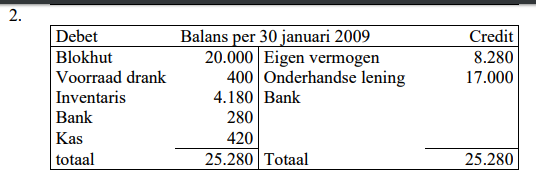 2.
Debet Balans per 30 januari 2009 Credit
Blokhut 20.000 Eigen vermogen 8.280
Voorraad drank 400 Onderhandse lening 17.000
Inventaris 4.180 Bank
Bank 280
Kas 420
totaal 25.280 Totaal 25.280